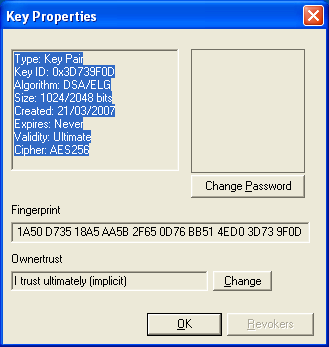 Key Properties
Type: Key Pair
Key ID: 0x3D739F0D
Algorithm: DSA/ELG
Size: 1024/2048 bits
Created: 21/03/2007
Expires: Never
Validity: Ultimate
Cipher: AES256
Change Password
Fingerprint
1A50 D735 18A5 AA5B 2F65 0D76 BB51 4ED0 3D73 9F0D
Ownertrust
I trust ultimately (implicit)
Change
OK
Revokers